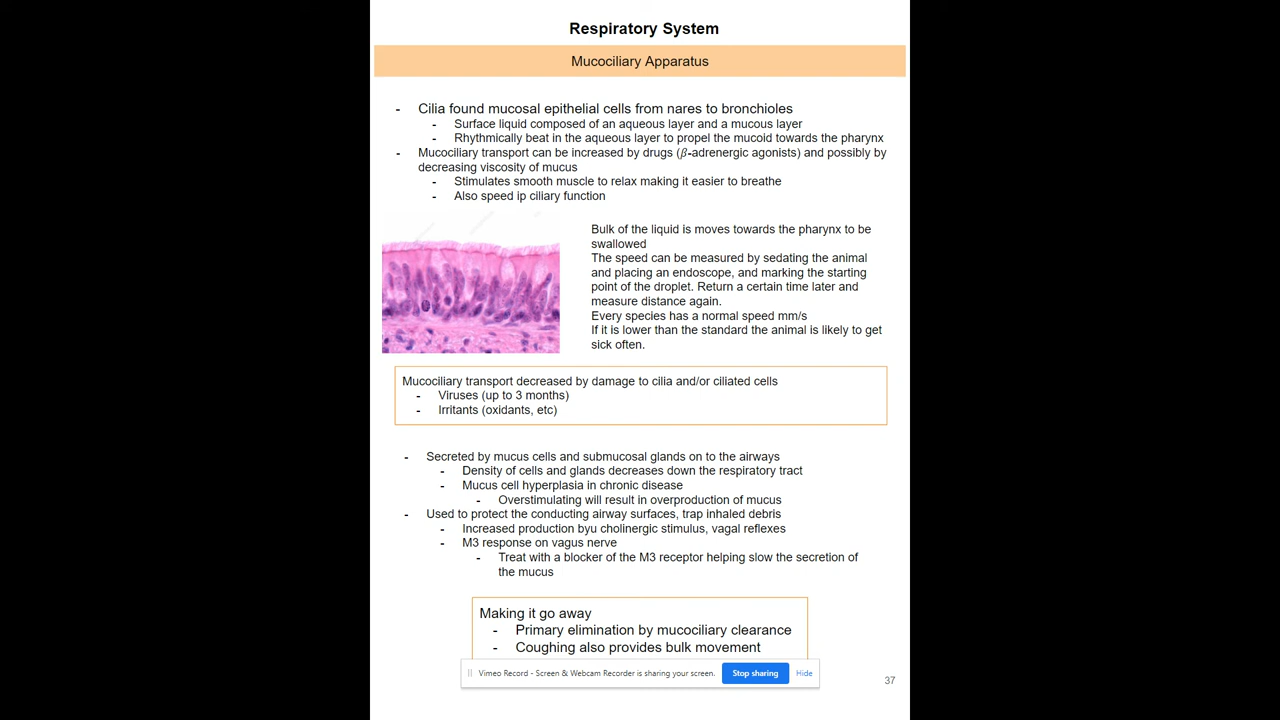 Respiratory System
Mucociliary Apparatus
- Cilia found mucosal epithelial cells from nares to bronchioles
- Surface liquid composed of an aqueous layer and a mucous layer
- Rhythmically beat in the aqueous layer to propel the mucoid towards the pharynx
- Mucociliary transport can be increased by drugs (β-adrenergic agonists) and possibly by
decreasing viscosity of mucus
- Stimulates smooth muscle to relax making it easier to breathe
- Also speed ip ciliary function
Bulk of the liquid is moves towards the pharynx to be
swallowed
The speed can be measured by sedating the animal
and placing an endoscope, and marking the starting
point of the droplet. Return a certain time later and
measure distance again.
Every species has a normal speed mm/s
If it is lower than the standard the animal is likely to get
sick often.
Mucociliary transport decreased by damage to cilia and/or ciliated cells
- Viruses (up to 3 months)
- Irritants (oxidants, etc)
- Secreted by mucus cells and submucosal glands on to the airways
- Density of cells and glands decreases down the respiratory tract
- Mucus cell hyperplasia in chronic disease
- Overstimulating will result in overproduction of mucus
- Used to protect the conducting airway surfaces, trap inhaled debris
- Increased production byu cholinergic stimulus, vagal reflexes
- M3 response on vagus nerve
- Treat with a blocker of the M3 receptor helping slow the secretion of
the mucus
Making it go away
- Primary elimination by mucociliary clearance
- Coughing also provides bulk movement
Vimeo Record - Screen & Webcam Recorder is sharing your screen. Stop sharing Hide
37